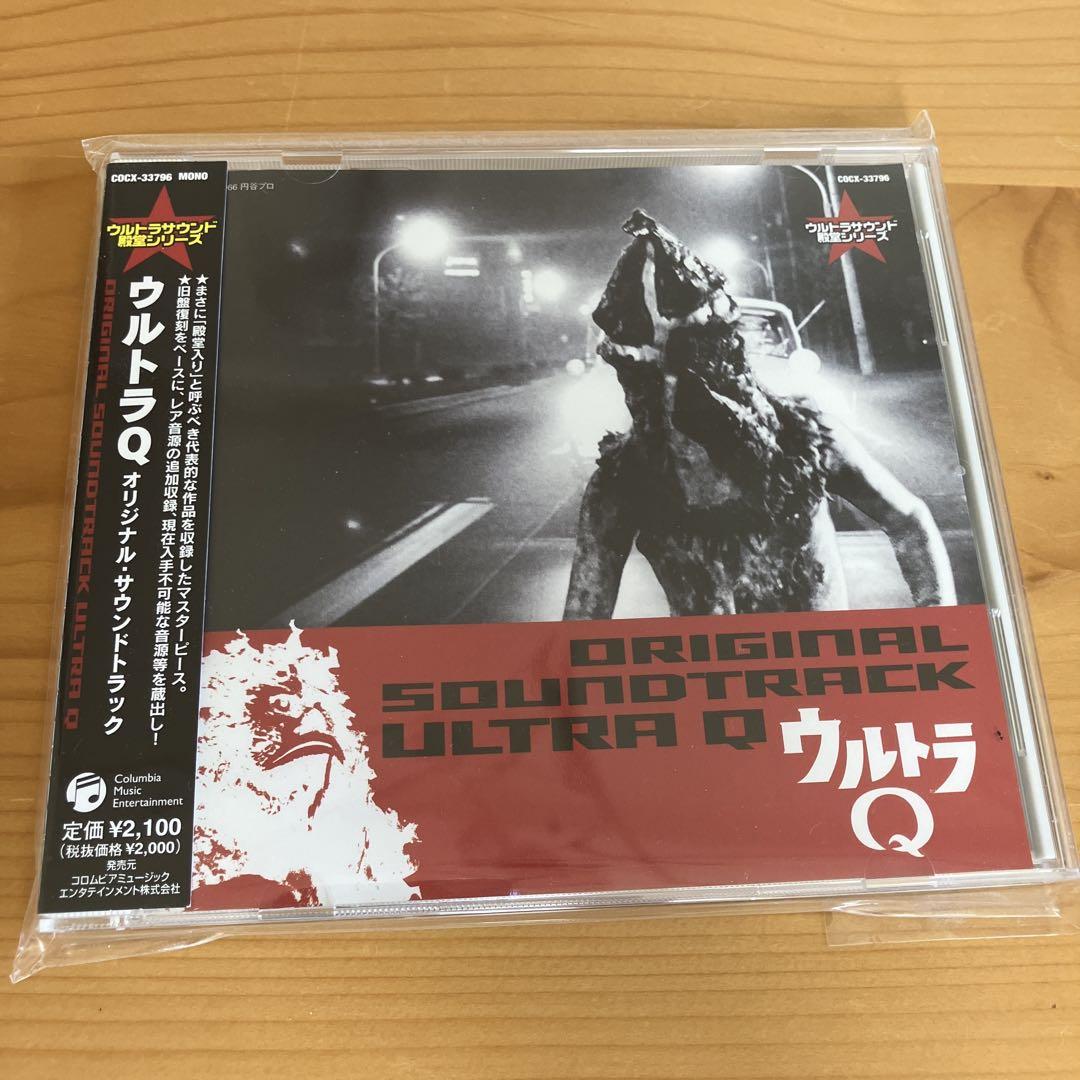 COCX-33796 MONO
ウルトラサウンド
殿堂シリーズ
ORIGINAL SOUNDTRACK ULTRA Q
ウルトラQ オリジナル・サウンドトラック
★まさに「殿堂入り」と呼ぶべき代表的な作品を収録したマスターピース。
★旧盤復刻をベースに、レア音源の追加収録、現在入手不可能な音源等を蔵出し!
Columbia
Music
Entertainment
定価 ¥2,100
(税抜価格 ¥2,000)
発売元
コロムビアミュージック
エンタテインメント株式会社
66 円谷プロ
COCX-33796
ウルトラサウンド
殿堂シリーズ
ORIGINAL
SOUNDTRACK
ULTRA Q
ウルトラ
Q